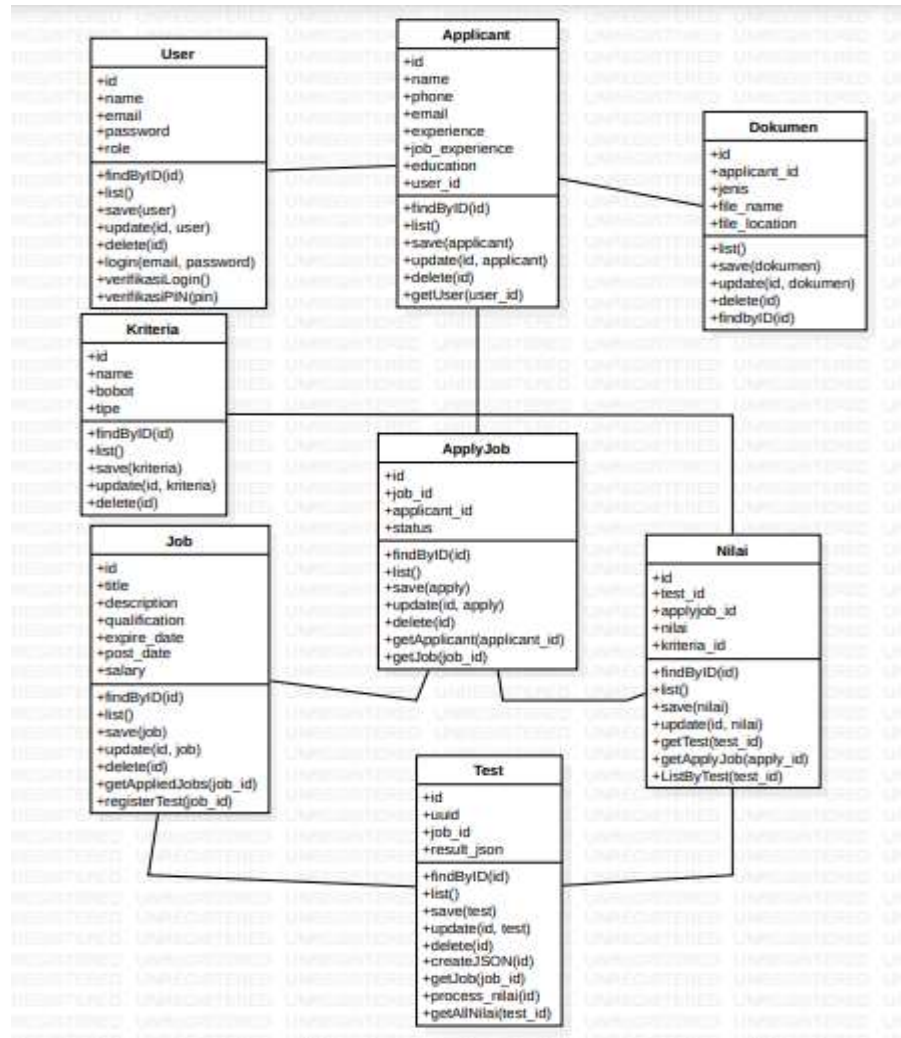 User
+id
+name
+email
+password
+role
+findByID(id)
+list()
+save(user)
+update(id, user)
+delete(id)
+login(email, password)
+verifikasiLogin()
+verifikasiPIN(pin)
Applicant
+id
+name
+phone
+email
+experience
+job_experience
+education
+user_id
+findByID(id)
+list()
+save(applicant)
+update(id, applicant)
+delete(id)
+getUser(user_id)
Dokumen
+id
+applicant_id
+jenis
+file_name
+file_location
+list()
+save(dokumen)
+update(id, dokumen)
+delete(id)
+findbyID(id)
Kriteria
+id
+name
+bobot
+tipe
+findByID(id)
+list()
+save(kriteria)
+update(id, kriteria)
+delete(id)
ApplyJob
+id
+job_id
+applicant_id
+status
+findByID(id)
+list()
+save(apply)
+update(id, apply)
+delete(id)
+getApplicant(applicant_id)
+getJob(job_id)
Job
+id
+title
+description
+qualification
+expire_date
+post_date
+salary
+findByID(id)
+list()
+save(job)
+update(id, job)
+delete(id)
+getAppliedJobs(job_id)
+registerTest(job_id)
Nilai
+id
+test_id
+applyjob_id
+nilai
+kriteria_id
+findByID(id)
+list()
+save(nilai)
+update(id, nilai)
+getTest(test_id)
+getApplyJob(apply_id)
+ListByTest(test_id)
Test
+id
+uuid
+job_id
+result_json
+findByID(id)
+list()
+save(test)
+update(id, test)
+delete(id)
+createJSON(id)
+getJob(job_id)
+process_nilai(id)
+getAllNilai(test_id)